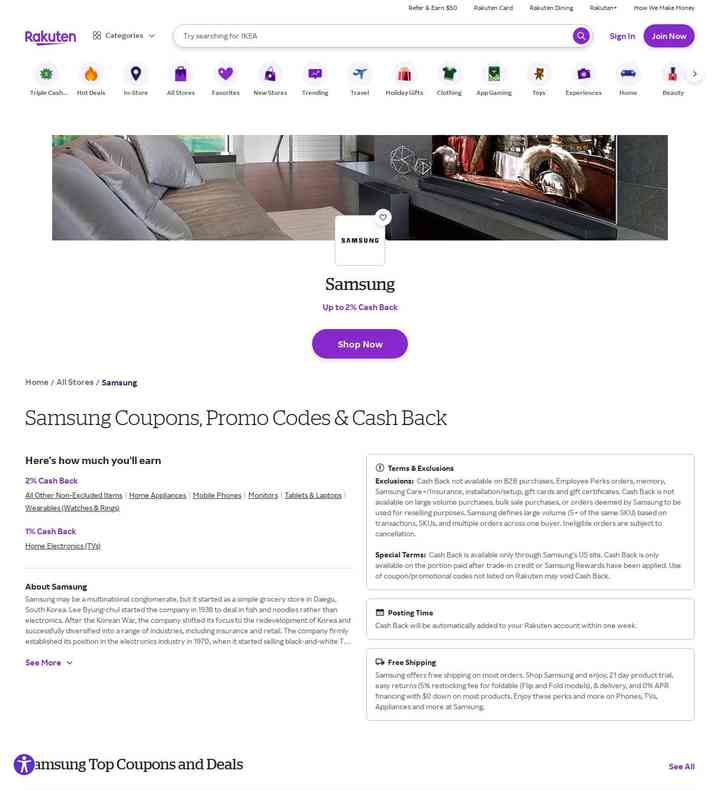 Refer & Earn $50 Rakuten Card Rakuten Dining Rakuten+ How We Make Money
Rakuten Categories Try searching for IKEA Sign In Join Now
Triple Cash... Hot Deals In-Store All Stores Favorites New Stores Trending Travel Holiday Gifts Clothing App Gaming Toys Experiences Home Beauty
SAMSUNG
Samsung
Up to 2% Cash Back
Shop Now
Home / All Stores / Samsung
Samsung Coupons, Promo Codes & Cash Back
Here's how much you'll earn
2% Cash Back
All Other Non-Excluded Items | Home Appliances | Mobile Phones | Monitors | Tablets & Laptops |
Wearables (Watches & Rings)
1% Cash Back
Home Electronics (TVs)
About Samsung
Samsung may be a multinational conglomerate, but it started as a simple grocery store in Daegu,
South Korea. Lee Byung-chul started the company in 1938 to deal in fish and noodles rather than
electronics. After the Korean War, the company shifted its focus to the redevelopment of Korea and
successfully diversified into a range of industries, including insurance and retail. The company firmly
established its position in the electronics industry in 1970, when it started selling black-and-white T...
See More
Terms & Exclusions
Exclusions: Cash Back not available on B2B purchases, Employee Perks orders, memory,
Samsung Care+/Insurance, installation/setup, gift cards and gift certificates. Cash Back is not
available on large volume purchases, bulk sale purchases, or orders deemed by Samsung to be
used for reselling purposes. Samsung defines large volume (5+ of the same SKU) based on
transactions, SKUs, and multiple orders across one buyer. Ineligible orders are subject to
cancellation.
Special Terms: Cash Back is available only through Samsung's US site. Cash Back is only
available on the portion paid after trade-in credit or Samsung Rewards have been applied. Use
of coupon/promotional codes not listed on Rakuten may void Cash Back.
Posting Time
Cash Back will be automatically added to your Rakuten account within one week.
Free Shipping
Samsung offers free shipping on most orders. Shop Samsung and enjoy, 21 day product trial,
easy returns (5% restocking fee for foldable (Flip and Fold models), & delivery, and 0% APR
financing with $0 down on most products. Enjoy these perks and more on Phones, TVs,
Appliances and more at Samsung.
amsung Top Coupons and Deals
See All